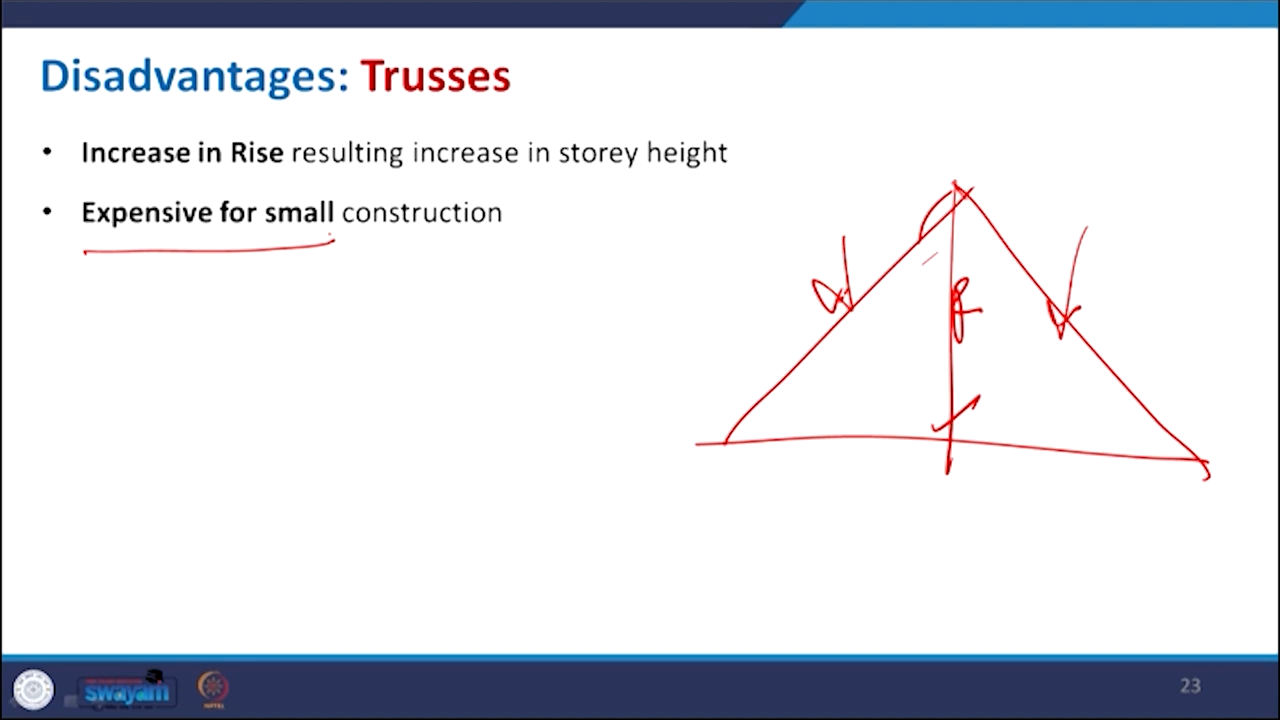 Disadvantages: Trusses
• Increase in Rise resulting increase in storey height
• Expensive for small construction
swayam
23